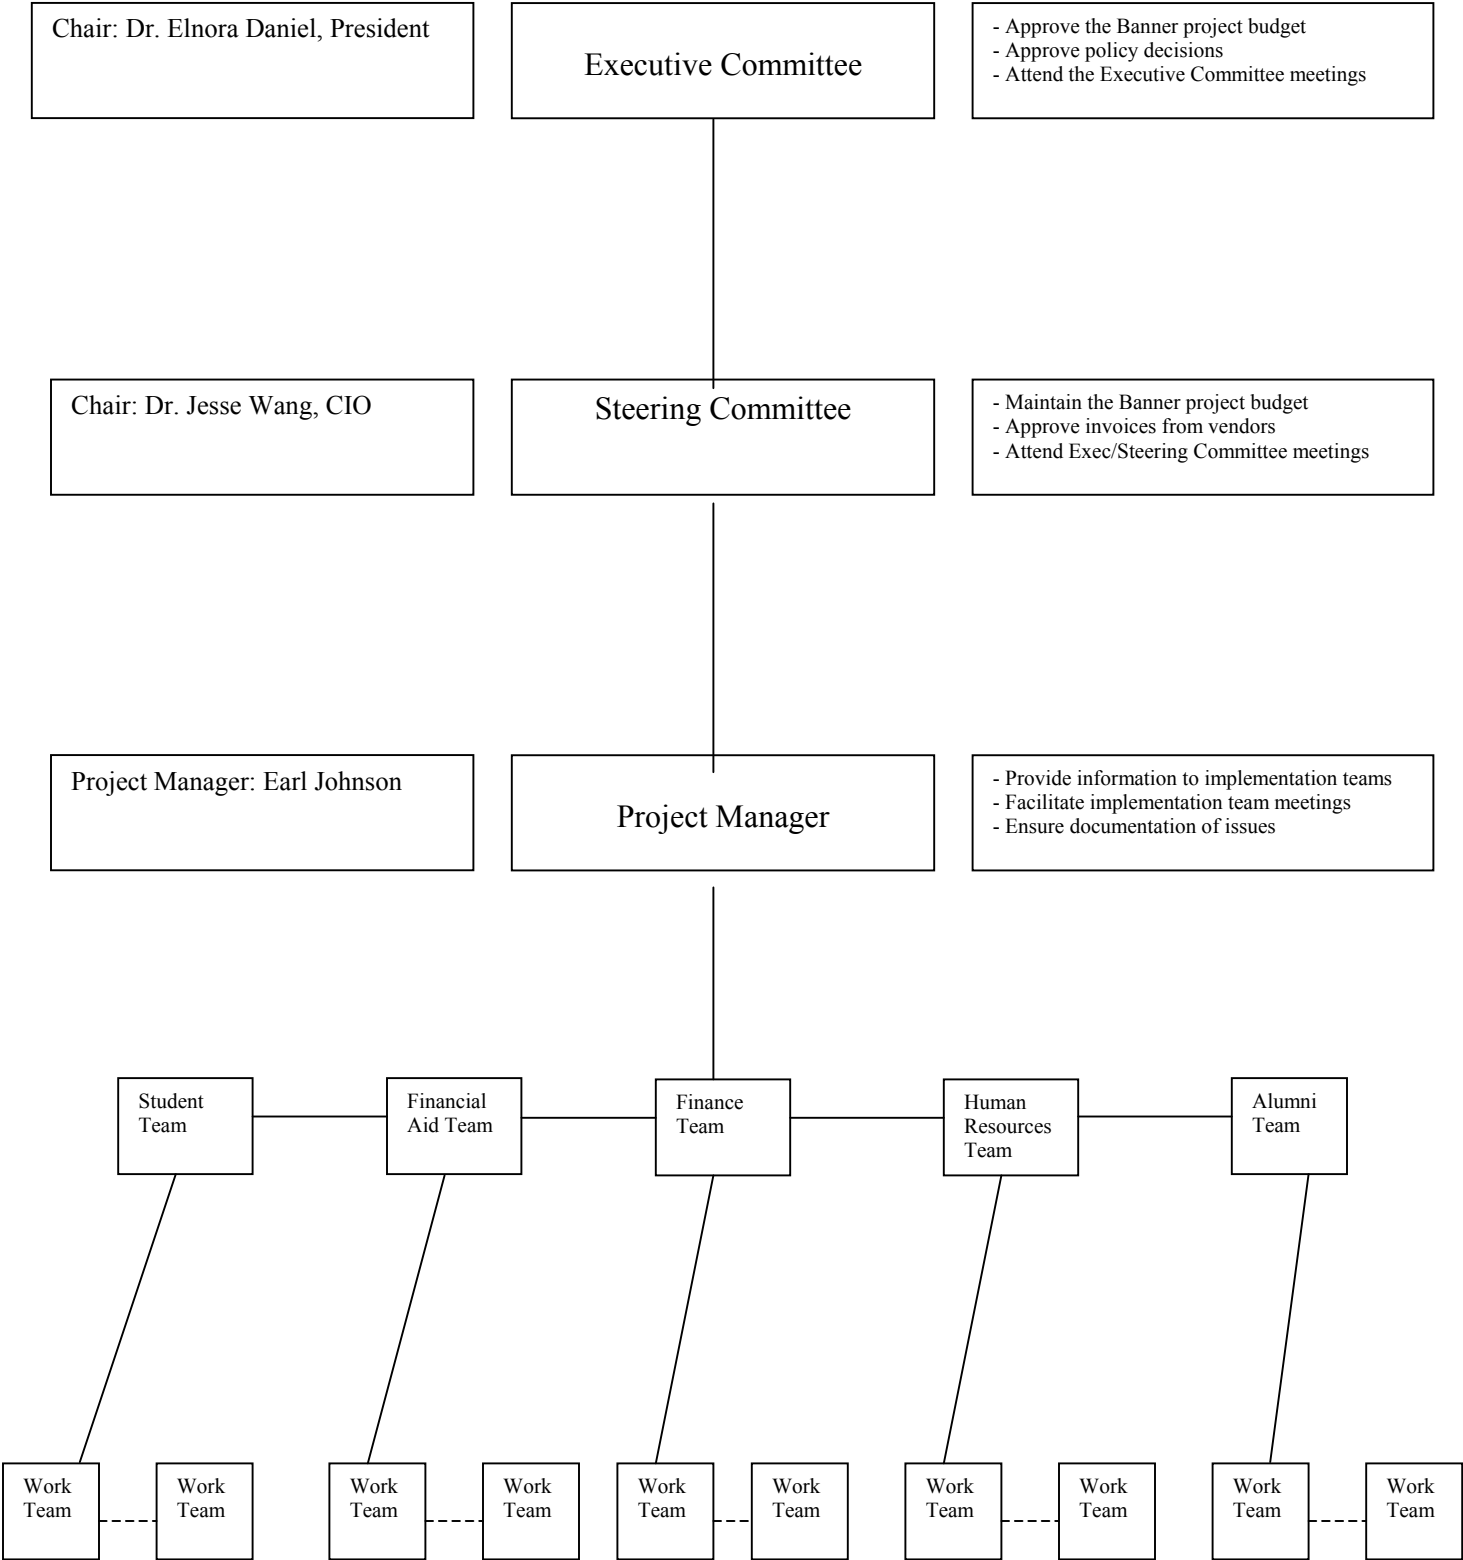 Chair: Dr. Elnora Daniel, President
Executive Committee
- Approve the Banner project budget
- Approve policy decisions
- Attend the Executive Committee meetings
Chair: Dr. Jesse Wang, CIO
Steering Committee
- Maintain the Banner project budget
- Approve invoices from vendors
- Attend Exec/Steering Committee meetings
Project Manager: Earl Johnson
Project Manager
- Provide information to implementation teams
- Facilitate implementation team meetings
- Ensure documentation of issues
Student
Team
Financial
Aid Team
Finance
Team
Human
Resources
Team
Alumni
Team
Work
Team
Work
Team
Work
Team
Work
Team
Work
Team
Work
Team
Work
Team
Work
Team
Work
Team
Work
Team